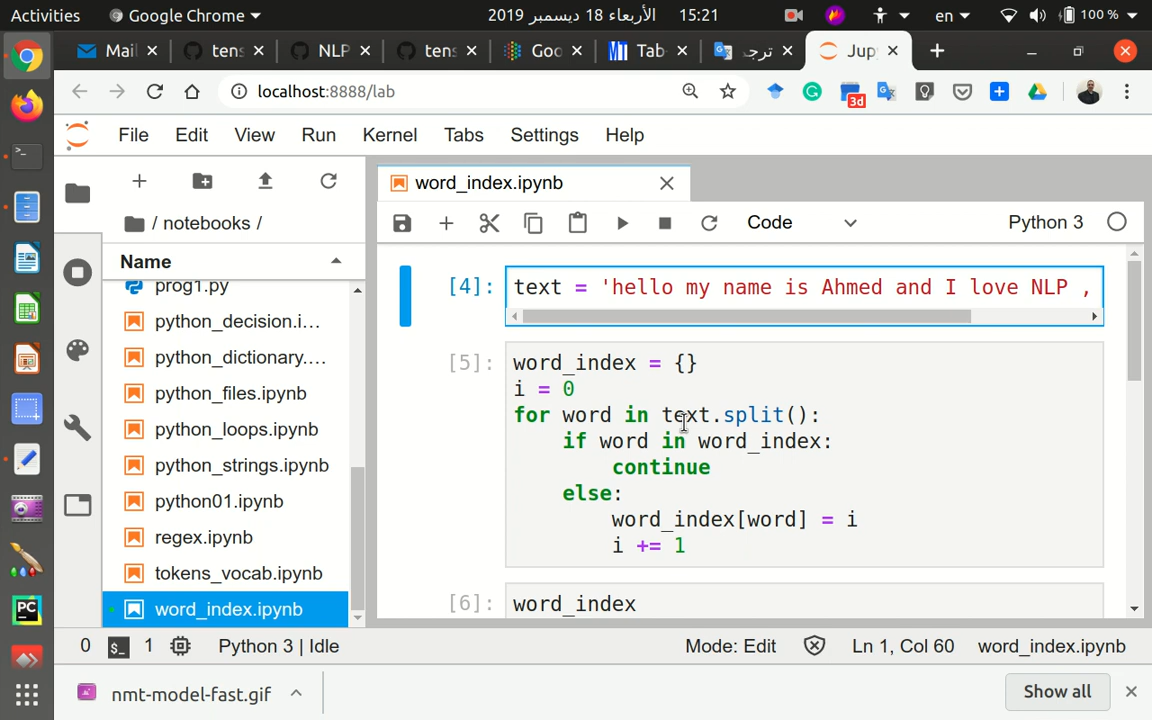 Activities Google Chrome الأربعاء 18 ديسمبر 2019 15:21 en 100 %
Mail tens NLP tens Goo Tab ترجـ Jup
localhost:8888/lab 3d
File Edit View Run Kernel Tabs Settings Help
word_index.ipynb
/ notebooks /
Code Python 3
Name
prog1.py
python_decision.i…
python_dictionary.…
python_files.ipynb
python_loops.ipynb
python_strings.ipynb
python01.ipynb
regex.ipynb
tokens_vocab.ipynb
word_index.ipynb
[4]: text = 'hello my name is Ahmed and I love NLP ,
[5]: word_index = {}
i = 0
for word in text.split():
if word in word_index:
continue
else:
word_index[word] = i
i += 1
[6]: word_index
0 $_ 1 Python 3 | Idle Mode: Edit Ln 1, Col 60 word_index.ipynb
nmt-model-fast.gif Show all